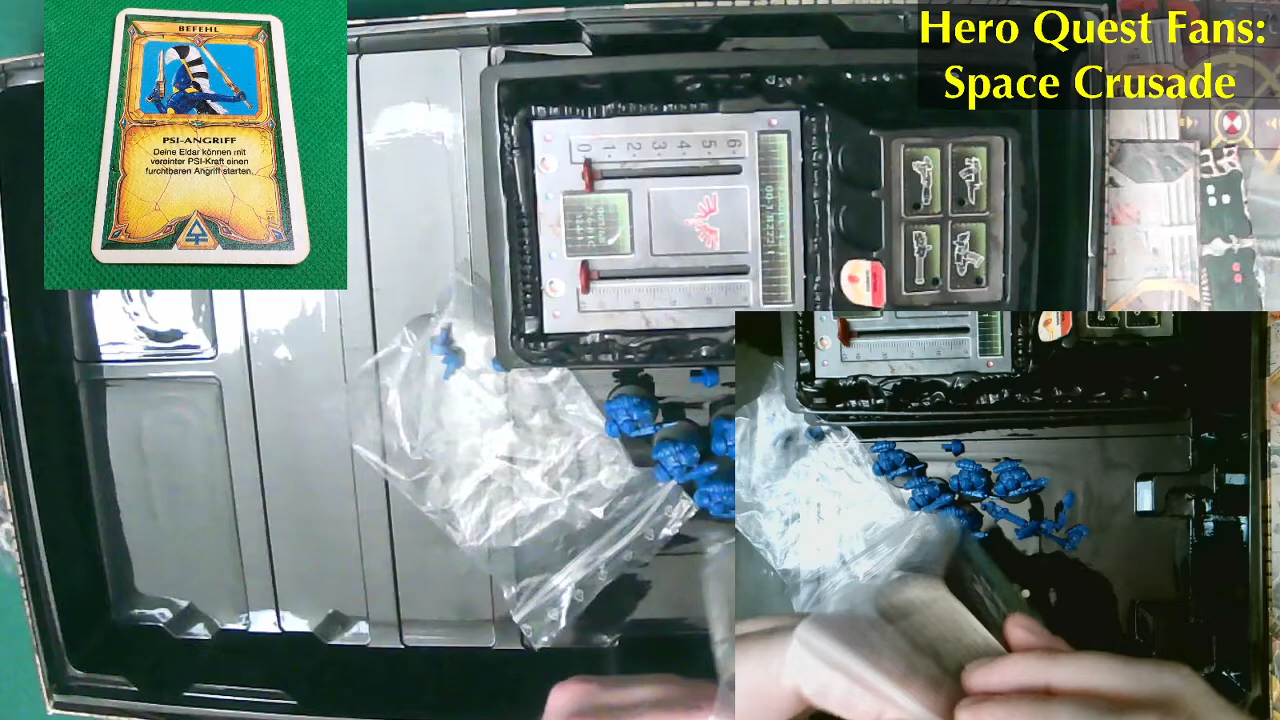 BEFEHL
PSI-ANGRIFF
Deine Eldar können mit
vereinter PSI-Kraft einen
furchtbaren Angriff starten.
Hero Quest Fans:
Space Crusade
0 1 2 3 4 5 6